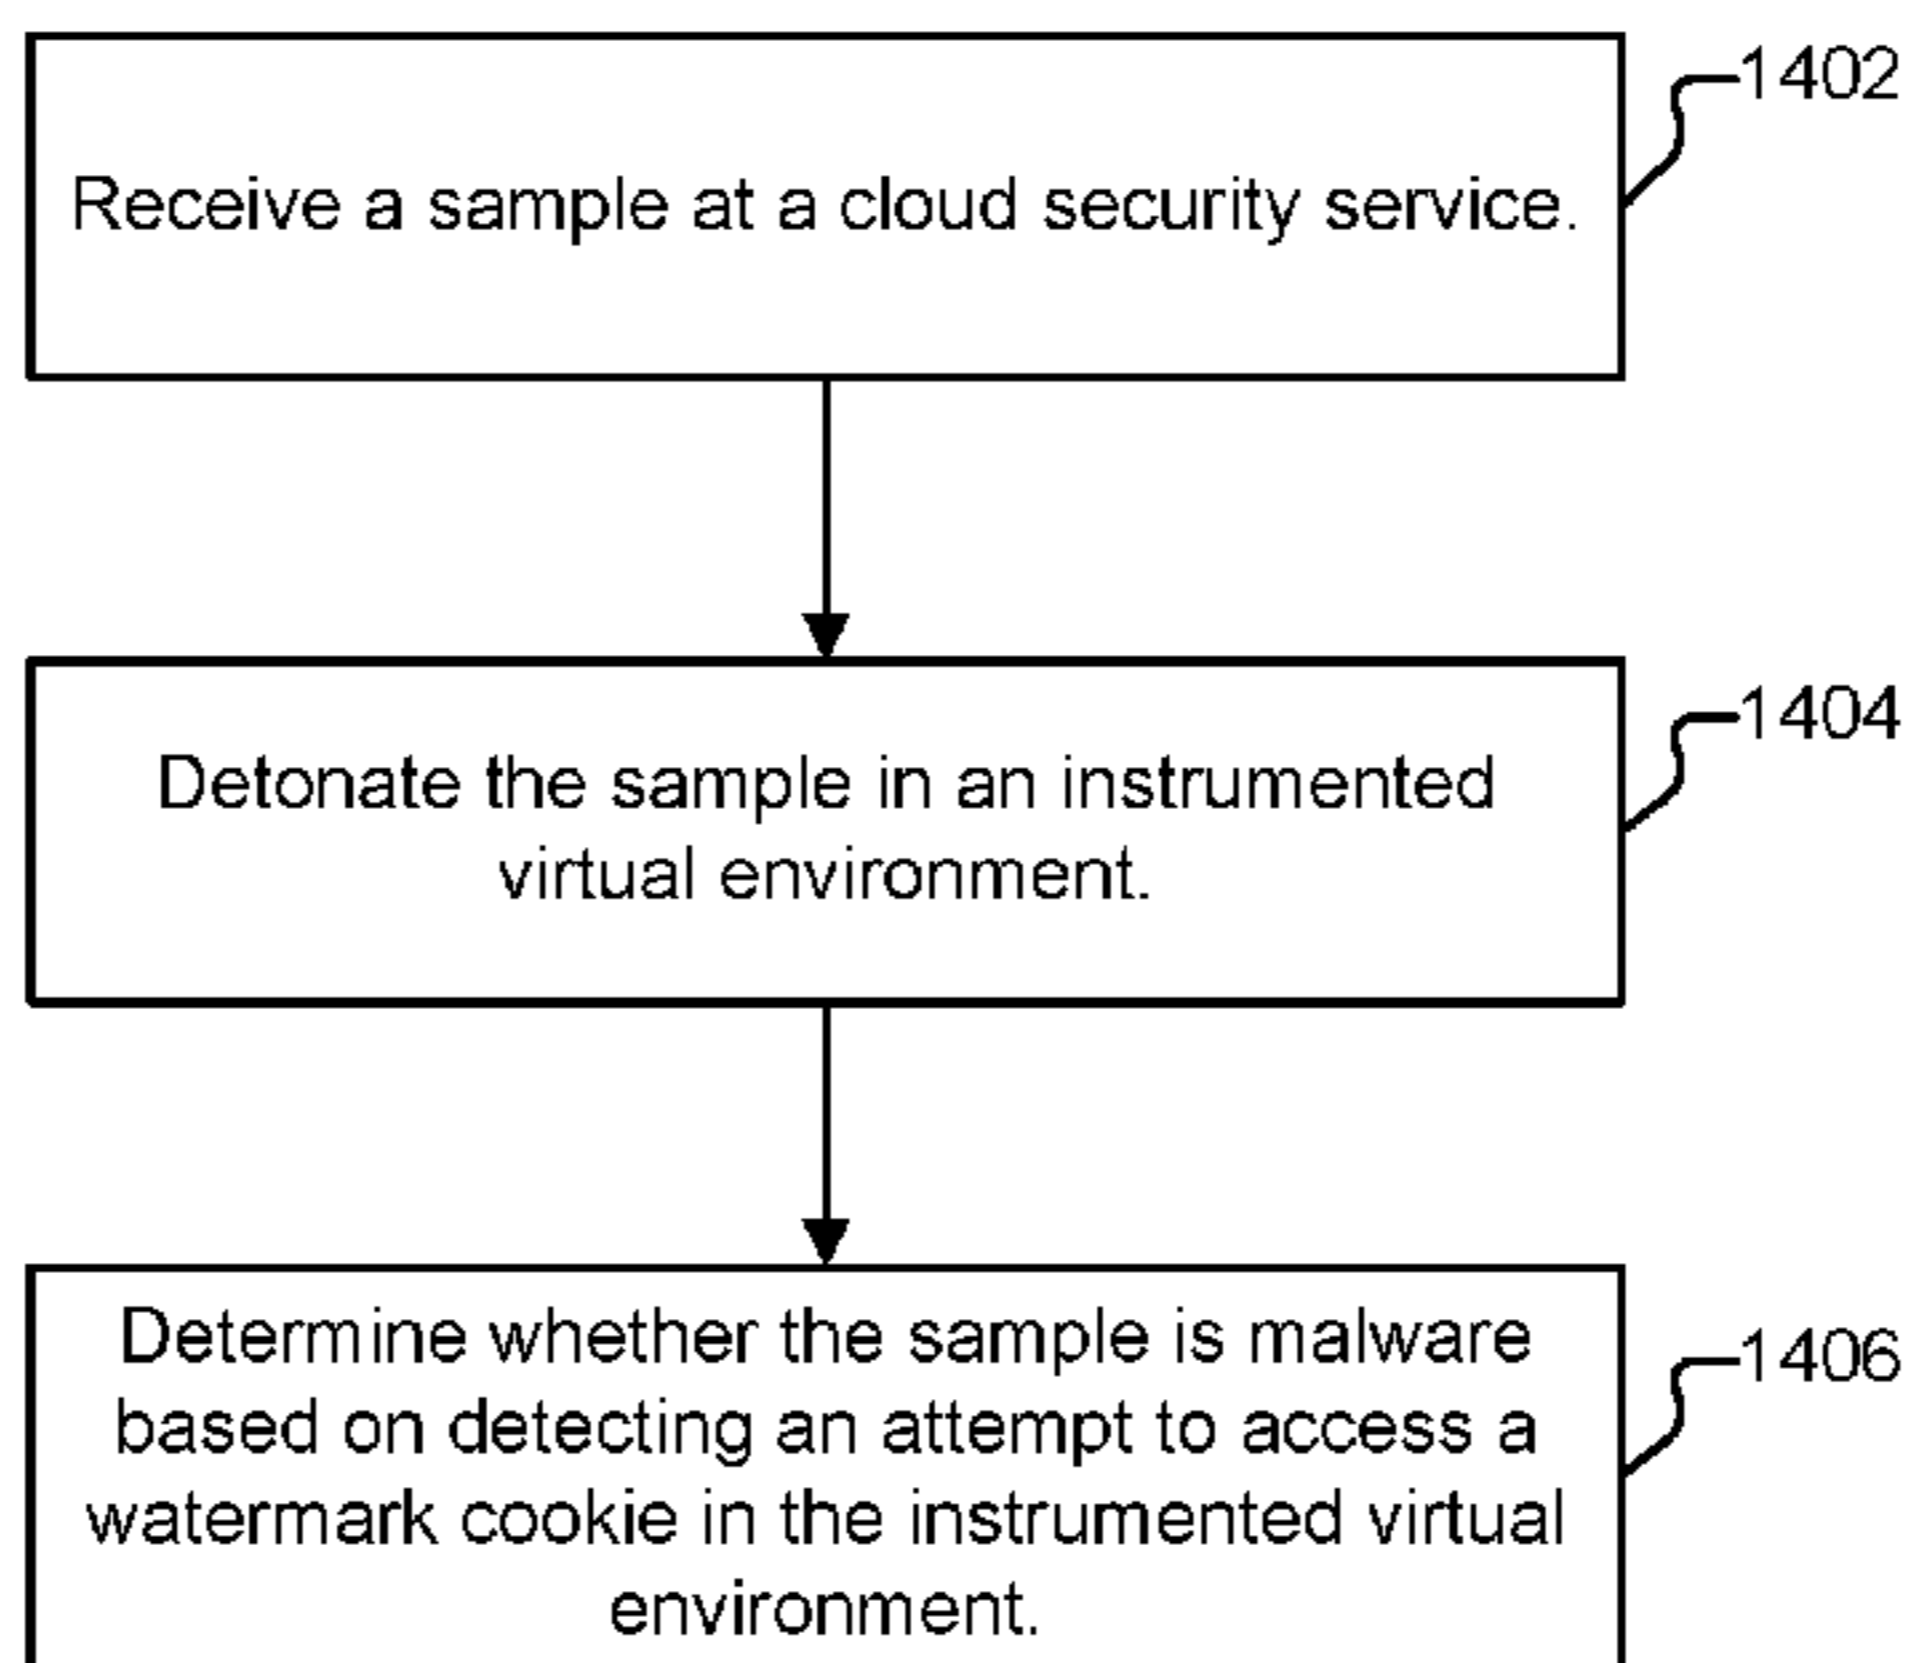 1402
Receive a sample at a cloud security service.
1404
Detonate the sample in an instrumented
virtual environment.
1406
Determine whether the sample is malware
based on detecting an attempt to access a
watermark cookie in the instrumented virtual
environment.